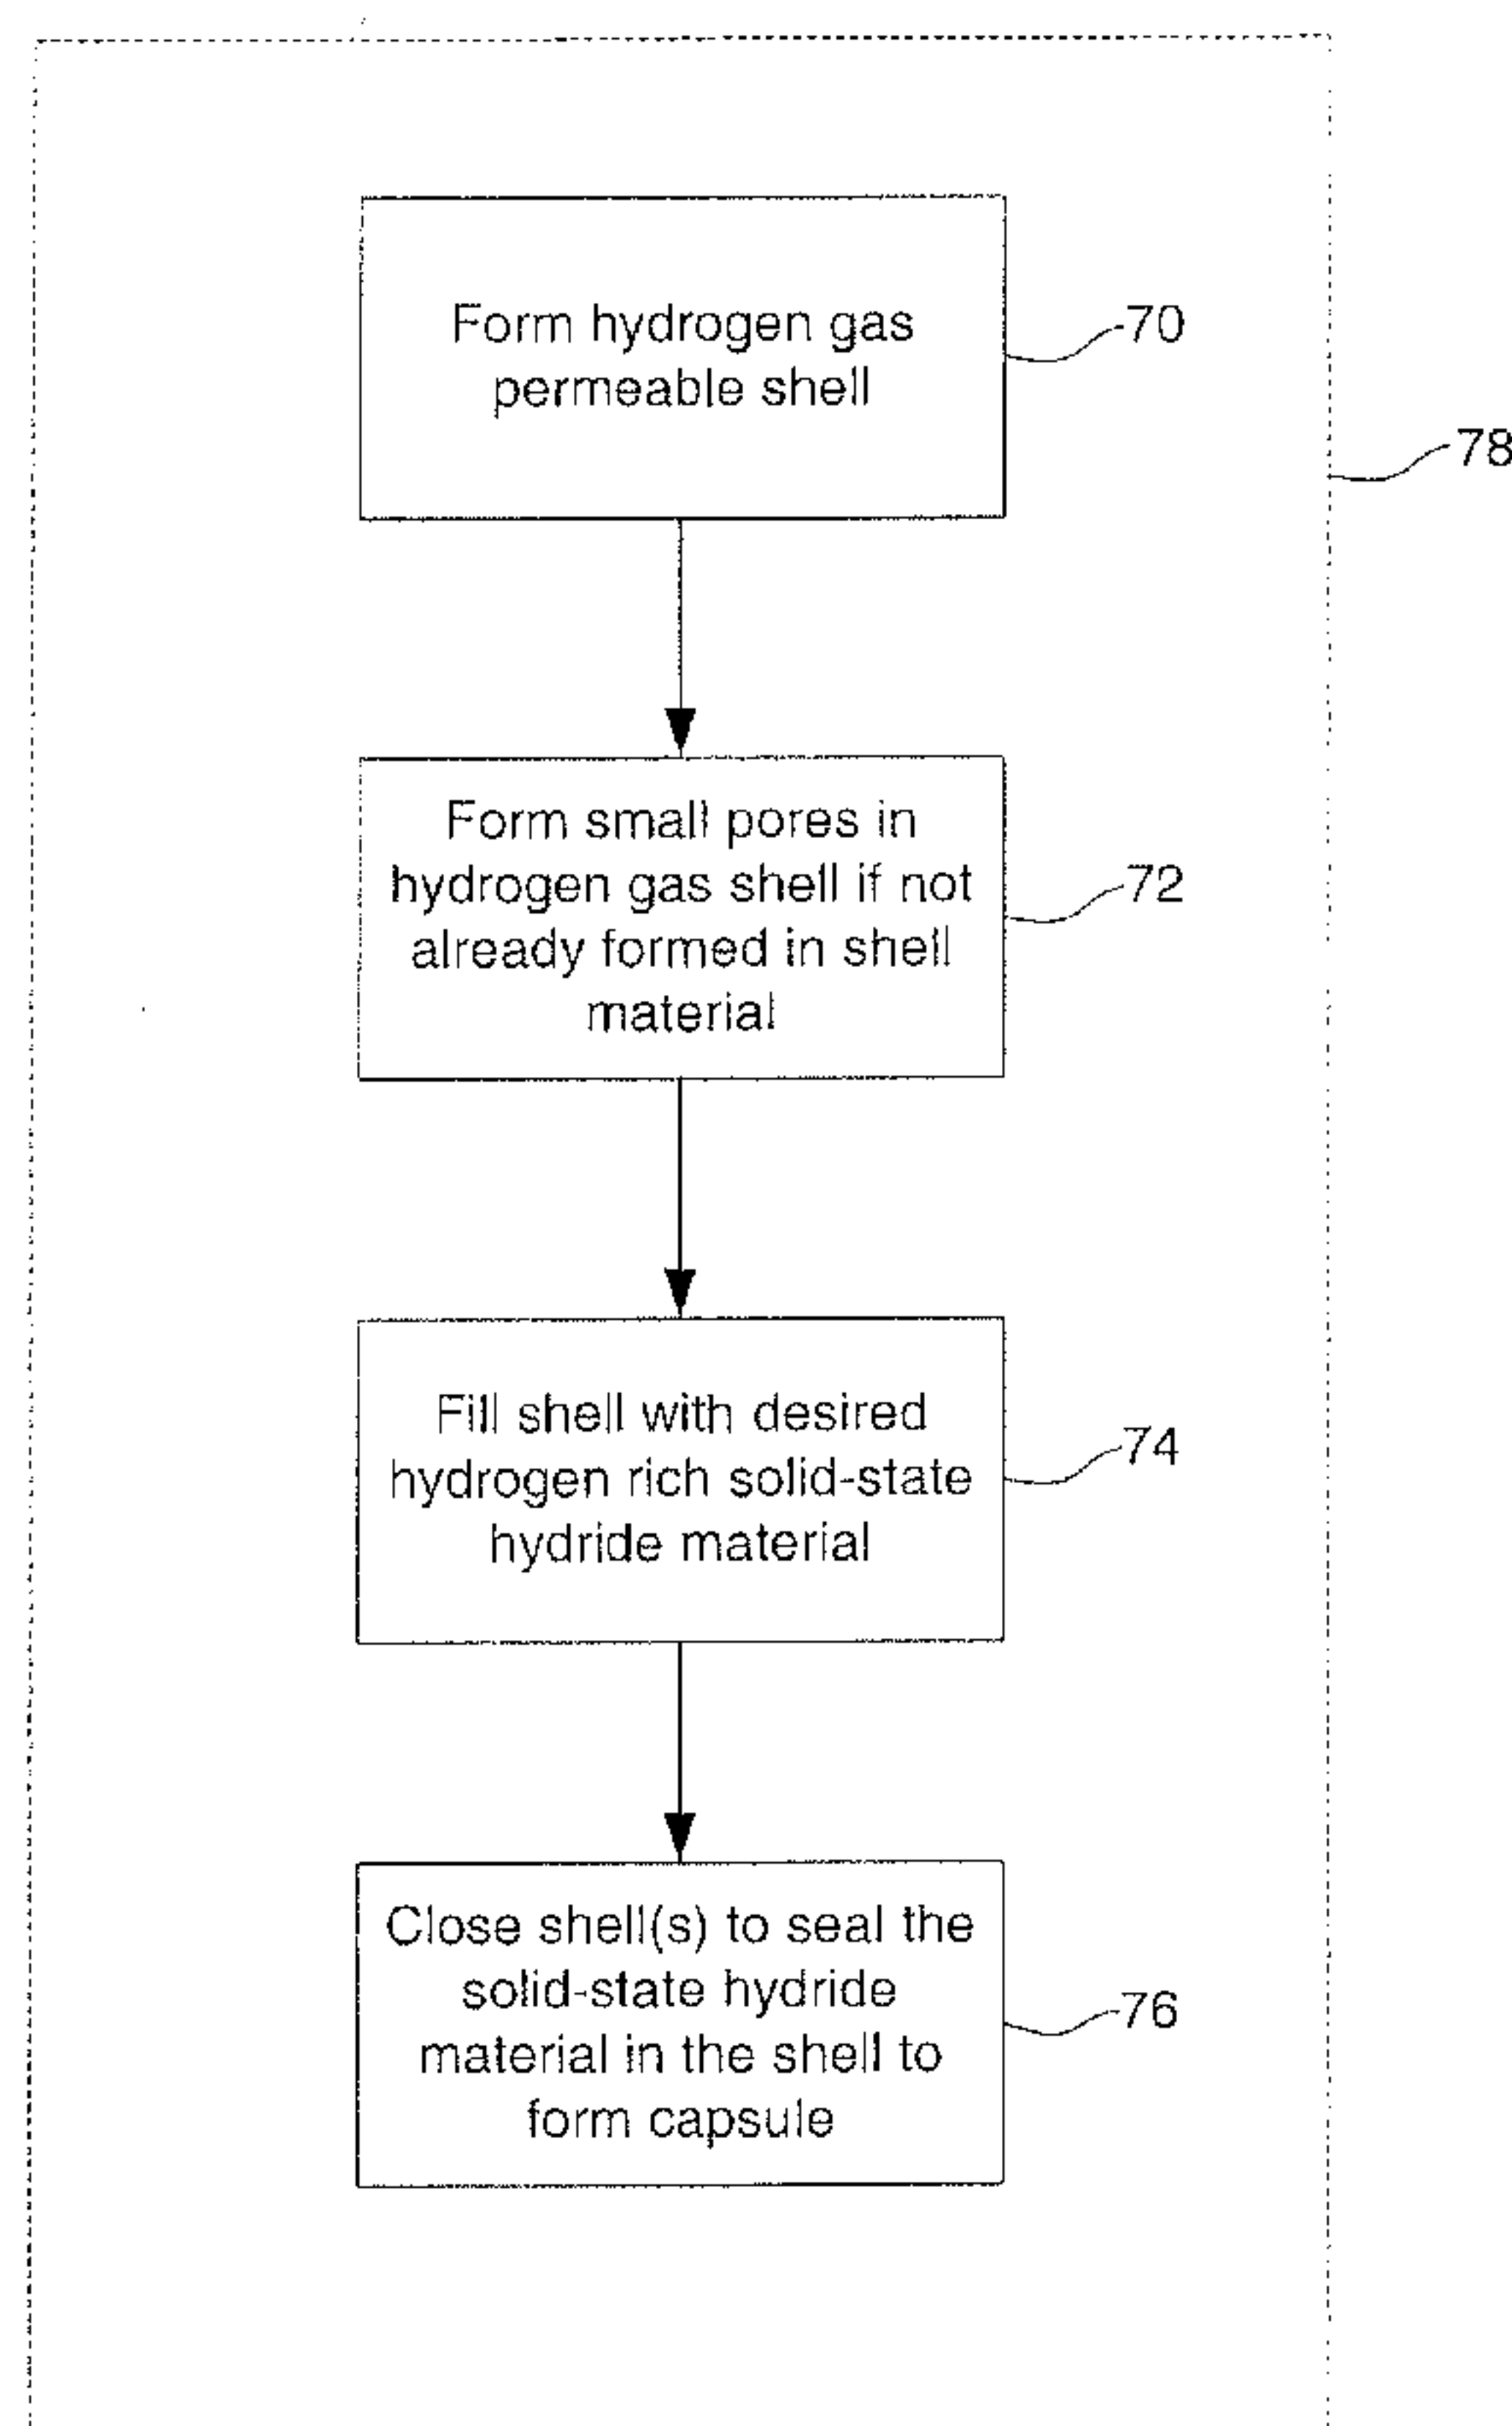 Form hydrogen gas
permeable shell
70
78
Form small pores in
hydrogen gas shell if not
already formed in shell
material
72
Fill shell with desired
hydrogen rich solid-state
hydride material
74
Close shell(s) to seal the
solid-state hydride
material in the shell to
form capsule
76